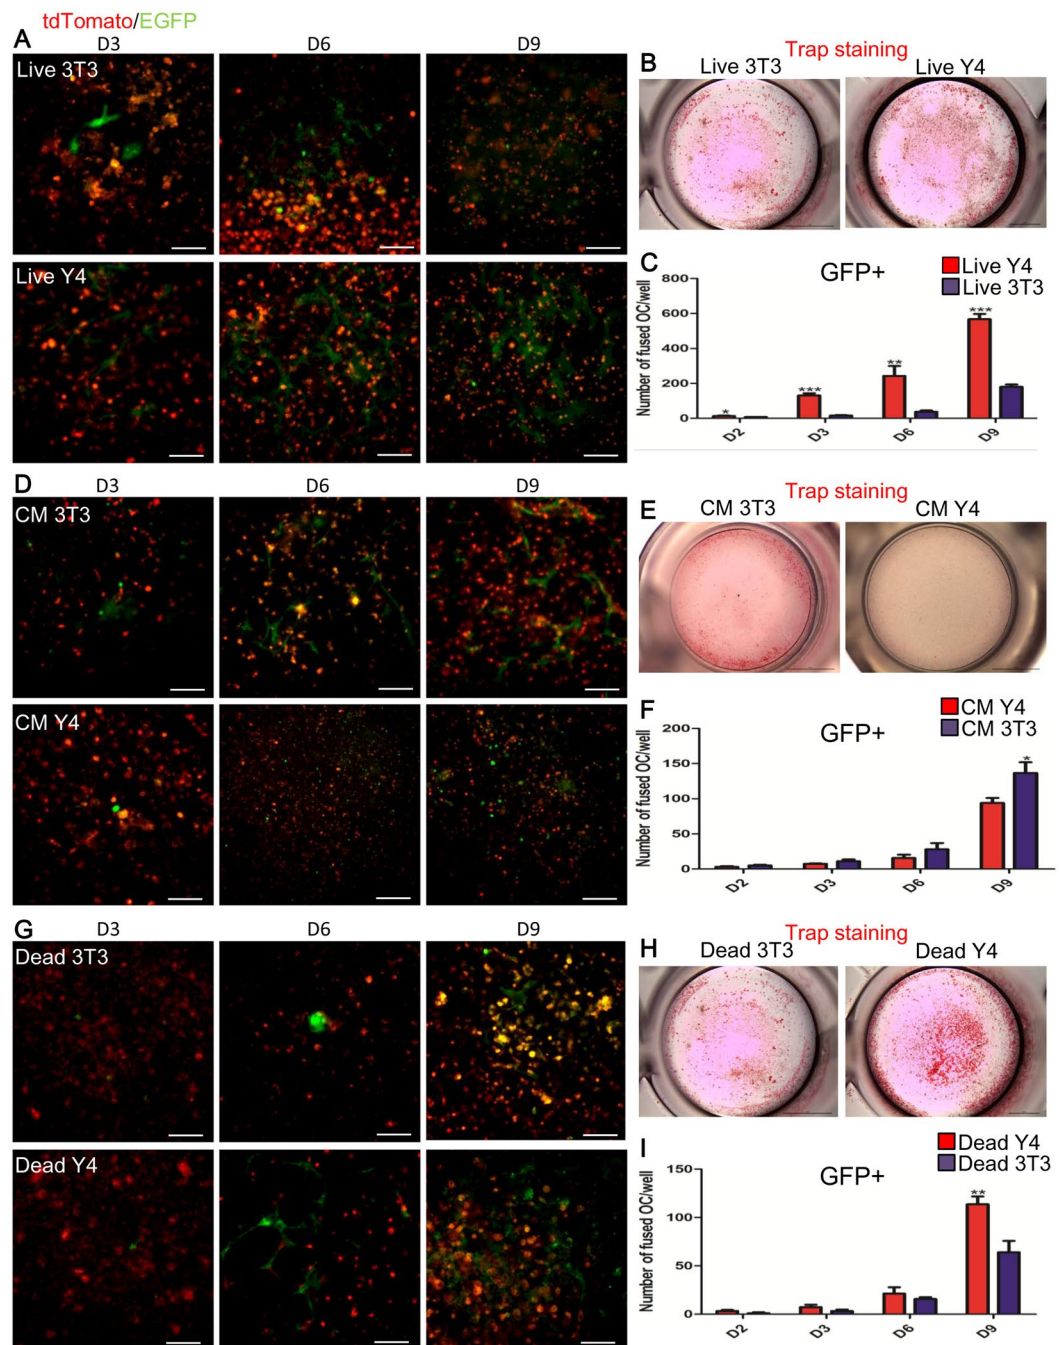 tdTomato/EGFP
A
D3
D6
D9
Live 3T3
Live Y4
B
Trap staining
Live 3T3
Live Y4
C
GFP+
Live Y4
Live 3T3
Number of fused OC/well
800
600
400
200
0
*
***
**
***
D2
D3
D6
D9
D
D3
D6
D9
CM 3T3
CM Y4
E
Trap staining
CM 3T3
CM Y4
F
GFP+
CM Y4
CM 3T3
Number of fused OC/well
200
150
100
50
0
*
D2
D3
D6
D9
G
D3
D6
D9
Dead 3T3
Dead Y4
H
Trap staining
Dead 3T3
Dead Y4
I
GFP+
Dead Y4
Dead 3T3
Number of fused OC/well
150
100
50
0
**
D2
D3
D6
D9